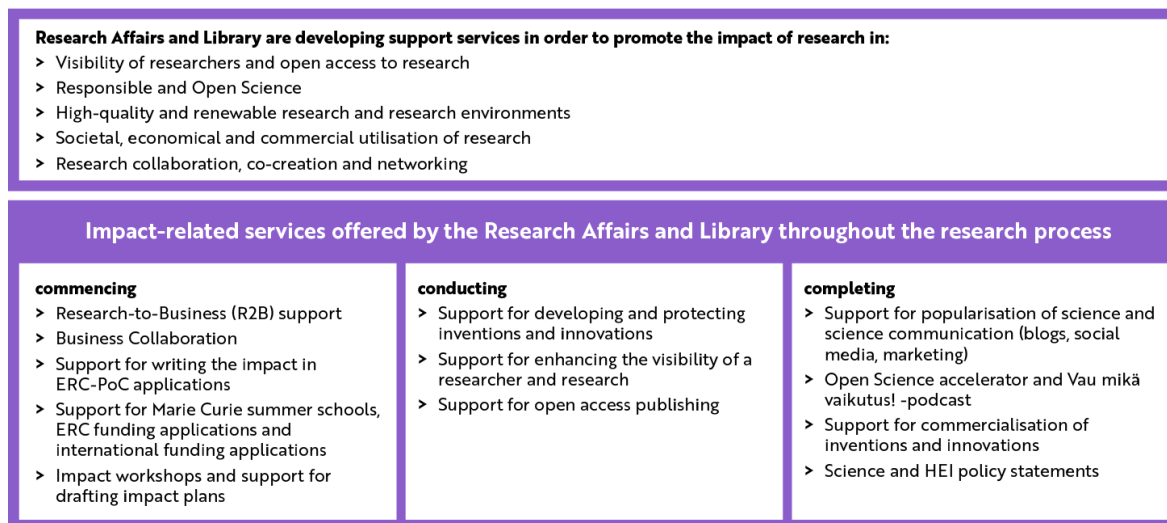 Research Affairs and Library are developing support services in order to promote the impact of research in:
> Visibility of researchers and open access to research
> Responsible and Open Science
> High-quality and renewable research and research environments
> Societal, economical and commercial utilisation of research
> Research collaboration, co-creation and networking
Impact-related services offered by the Research Affairs and Library throughout the research process
commencing
> Research-to-Business (R2B) support
> Business Collaboration
> Support for writing the impact in
ERC-PoC applications
> Support for Marie Curie summer schools,
ERC funding applications and
international funding applications
> Impact workshops and support for
drafting impact plans
conducting
> Support for developing and protecting
inventions and innovations
> Support for enhancing the visibility of a
researcher and research
> Support for open access publishing
completing
> Support for popularisation of science and
science communication (blogs, social
media, marketing)
> Open Science accelerator and Vau mikä
vaikutus! -podcast
> Support for commercialisation of
inventions and innovations
> Science and HEI policy statements